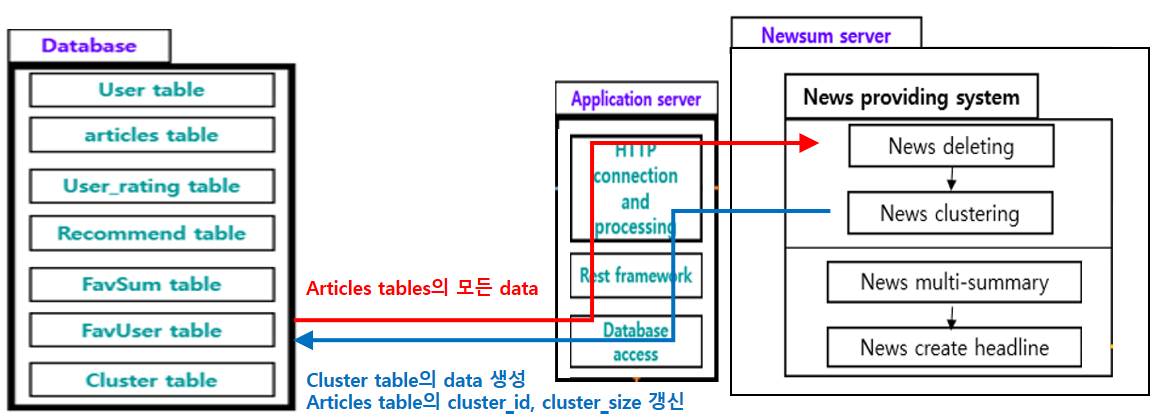 Database
User table
articles table
User_rating table
Recommend table
FavSum table
FavUser table
Cluster table
Articles tables의 모든 data
Cluster table의 data 생성
Articles table의 cluster_id, cluster_size 갱신
Application server
HTTP
connection
and
processing
Rest framework
Database
access
Newsum server
News providing system
News deleting
News clustering
News multi-summary
News create headline